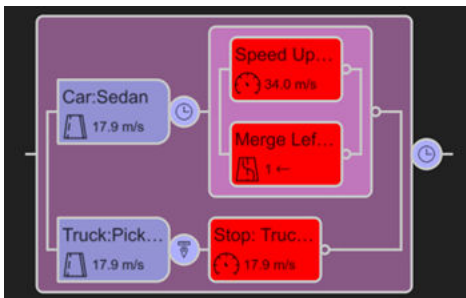 Speed Up...
34.0 m/s
Car:Sedan
17.9 m/s
Merge Lef...
1 ←
Truck:Pick...
17.9 m/s
Stop: Truc...
17.9 m/s